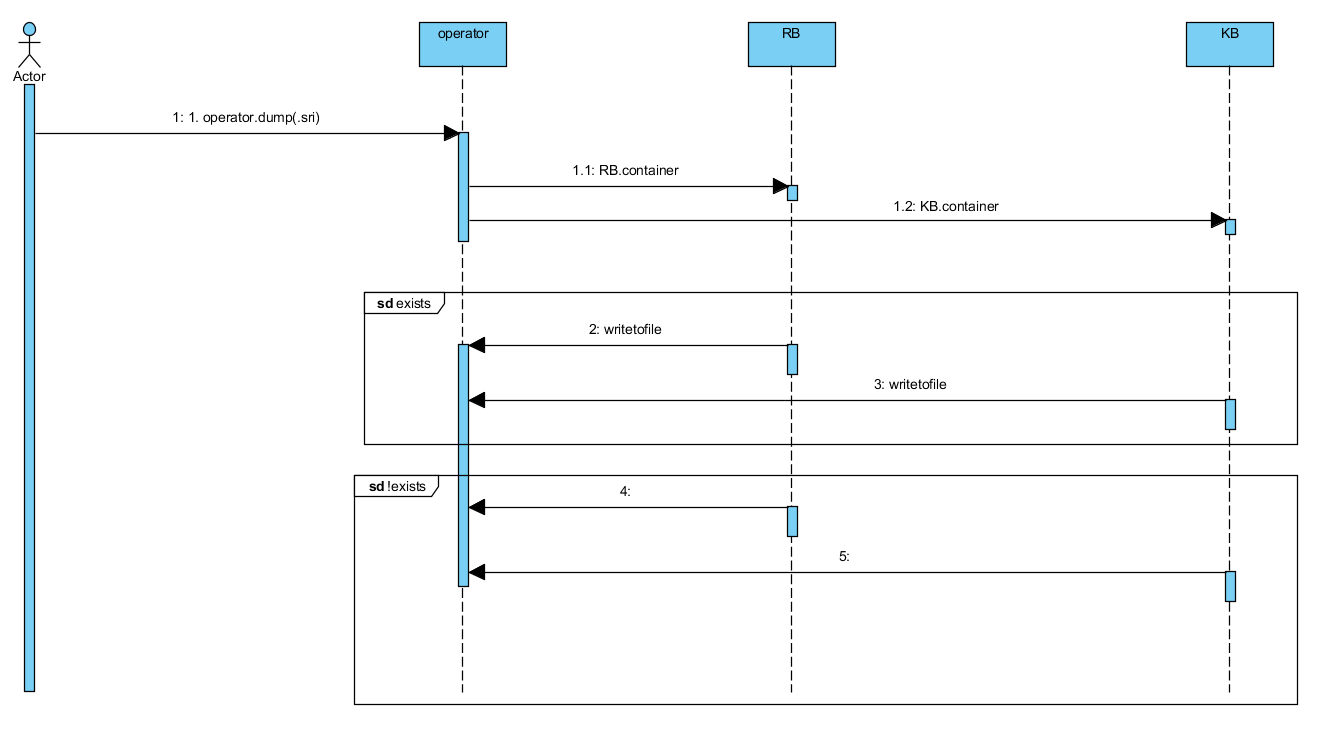 operator
RB
KB
Actor
1: 1. operator.dump(.sri)
1.1: RB.container
1.2: KB.container
sd exists
2: writetofile
3: writetofile
sd !exists
4:
5: